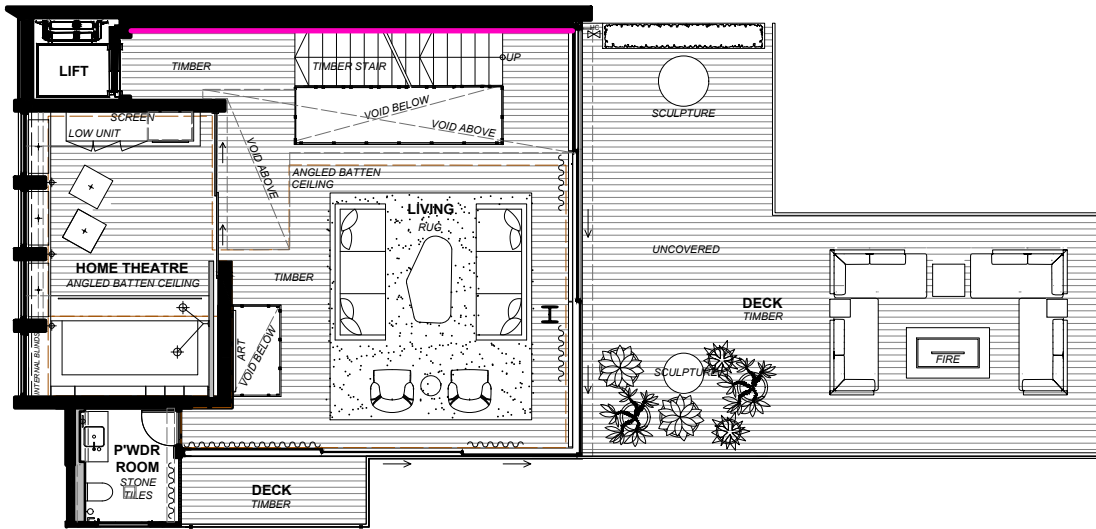 HC
UP
LIFT
TIMBER
TIMBER STAIR
VOID BELOW
VOID ABOVE
SCREEN
LOW UNIT
VOID ABOVE
ANGLED BATTEN
CEILING
SCULPTURE
LIVING
RUG
UNCOVERED
HOME THEATRE
ANGLED BATTEN CEILING
TIMBER
DECK
TIMBER
INTERNAL BLINDS
ART
VOID BELOW
FIRE
SCULPTURE
P'WDR
ROOM
STONE
TILES
DECK
TIMBER